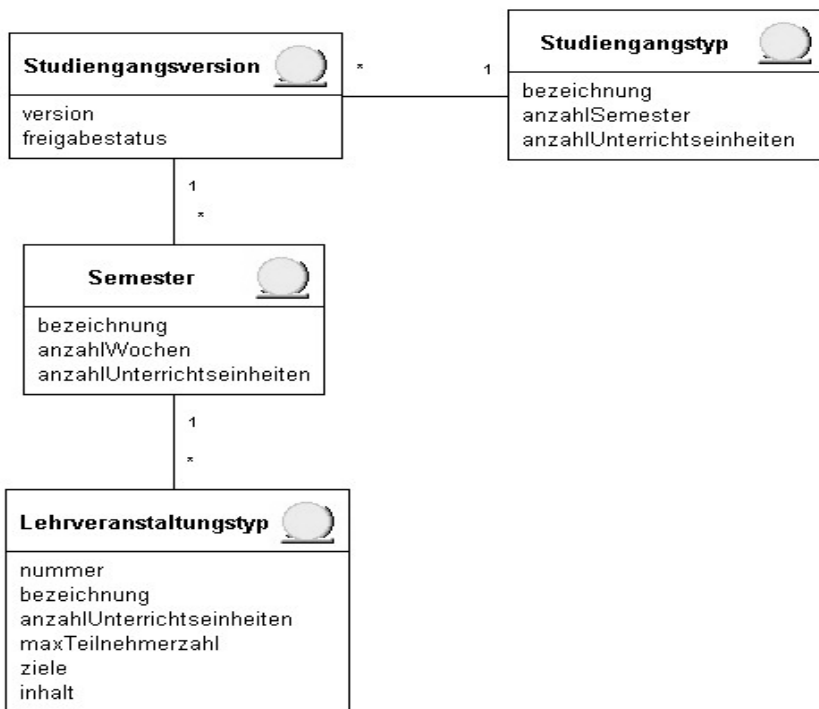 Studiengangsversion
version
freigabestatus
*
1
Studiengangstyp
bezeichnung
anzahlSemester
anzahlUnterrichtseinheiten
1
*
Semester
bezeichnung
anzahlWochen
anzahlUnterrichtseinheiten
1
*
Lehrveranstaltungstyp
nummer
bezeichnung
anzahlUnterrichtseinheiten
maxTeilnehmerzahl
ziele
inhalt